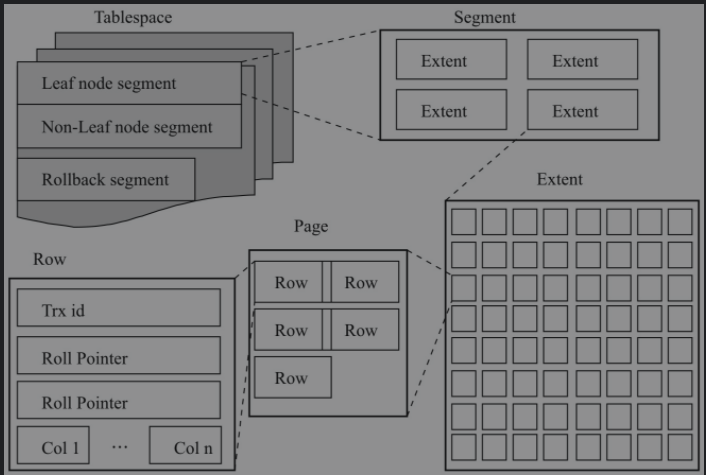 Tablespace
Leaf node segment
Non-Leaf node segment
Rollback segment
Segment
Extent Extent
Extent Extent
Extent
Page
Row Row
Row Row
Row
Row
Trx id
Roll Pointer
Roll Pointer
Col 1 ··· Col n